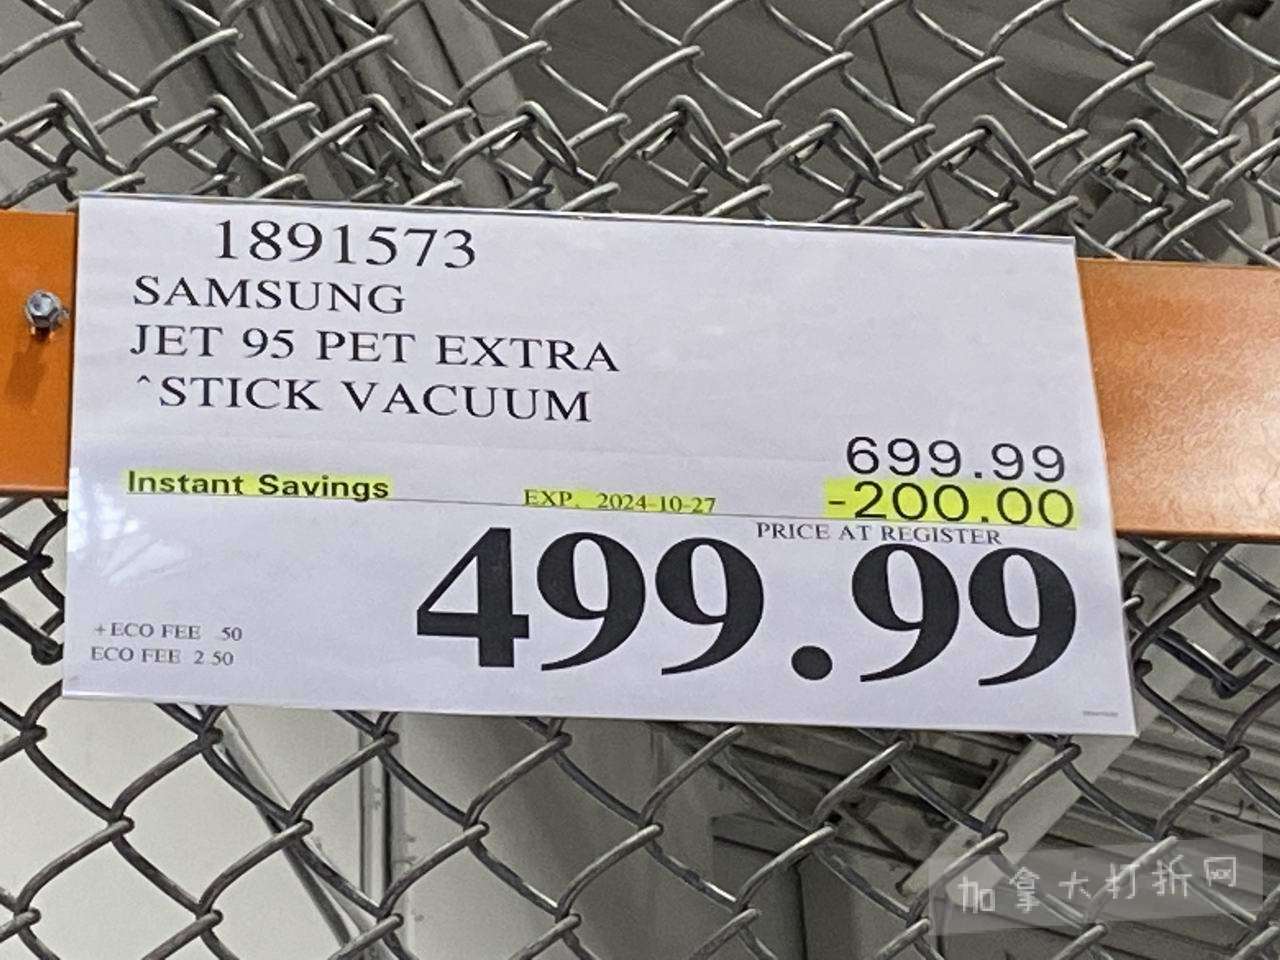 1891573
SAMSUNG
JET 95 PET EXTRA
^STICK VACUUM
699.99
Instant Savings EXP. 2024-10-27 -200.00
PRICE AT REGISTER
499.99
+ECO FEE .50
ECO FEE 2.50
加拿大打折网